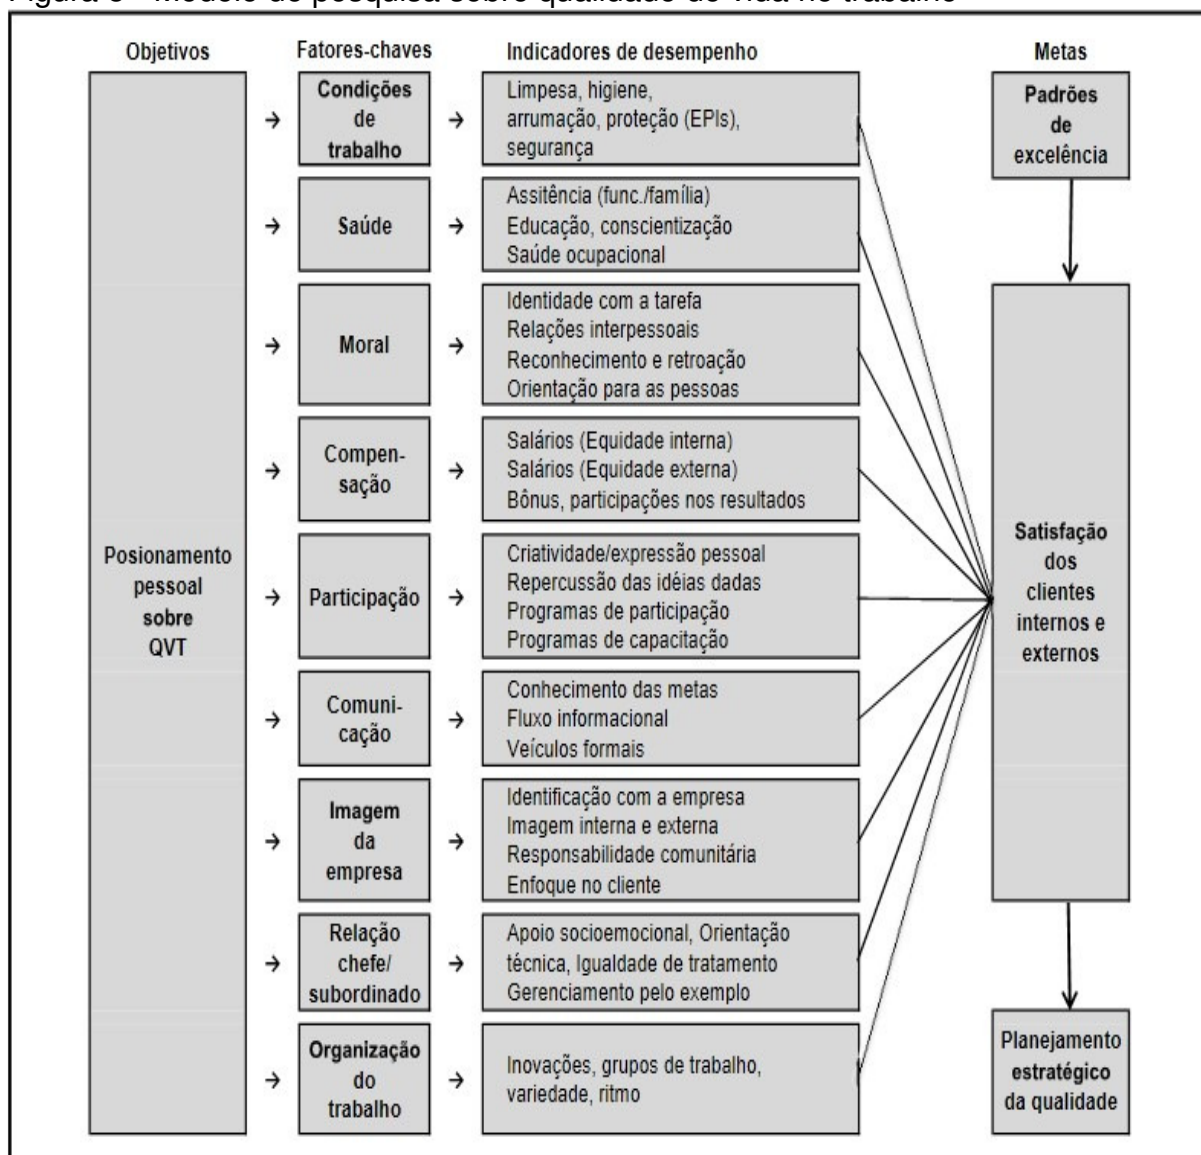 Objetivos
Fatores-chaves
Indicadores de desempenho
Metas
Posionamento
pessoal
sobre
QVT
→
Condições
de
trabalho
→
Limpesa, higiene,
arrumação, proteção (EPIs),
segurança
→
Saúde
→
Assitência (func./família)
Educação, conscientização
Saúde ocupacional
→
Moral
→
Identidade com a tarefa
Relações interpessoais
Reconhecimento e retroação
Orientação para as pessoas
→
Compen-
sação
→
Salários (Equidade interna)
Salários (Equidade externa)
Bônus, participações nos resultados
→
Participação
→
Criatividade/expressão pessoal
Repercussão das idéias dadas
Programas de participação
Programas de capacitação
→
Comuni-
cação
→
Conhecimento das metas
Fluxo informacional
Veículos formais
→
Imagem
da
empresa
→
Identificação com a empresa
Imagem interna e externa
Responsabilidade comunitária
Enfoque no cliente
→
Relação
chefe/
subordinado
→
Apoio socioemocional, Orientação
técnica, Igualdade de tratamento
Gerenciamento pelo exemplo
→
Organização
do
trabalho
→
Inovações, grupos de trabalho,
variedade, ritmo
Padrões
de
excelência
Satisfação
dos
clientes
internos e
externos
Planejamento
estratégico
da qualidade